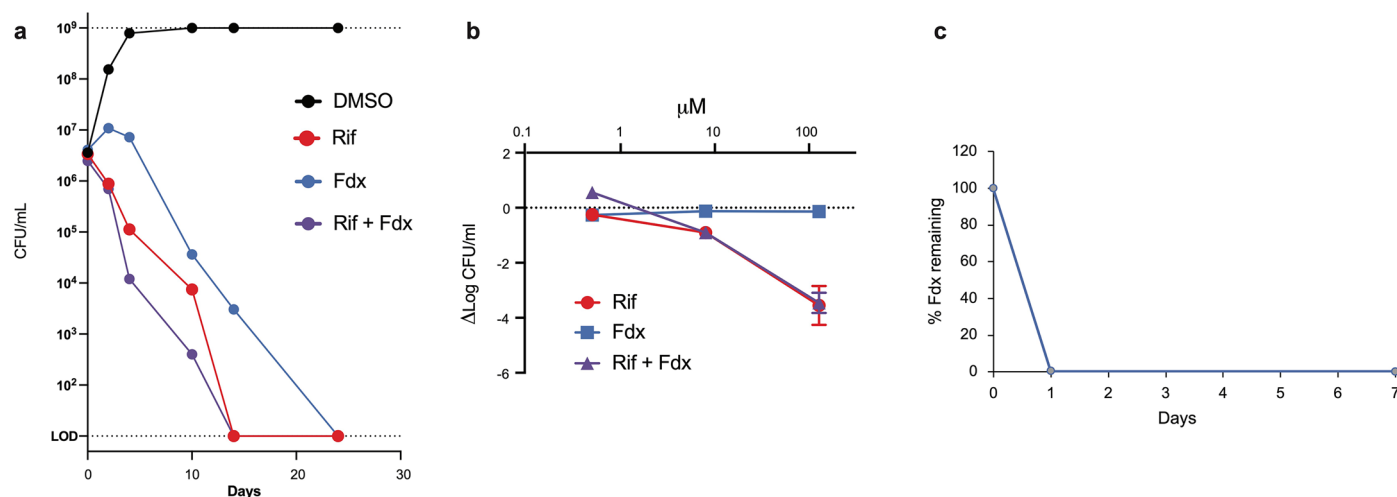 a
10⁹
10⁸
10⁷
10⁶
10⁵
10⁴
10³
10²
LOD
CFU/mL
0
10
20
30
Days
DMSO
Rif
Fdx
Rif + Fdx
b
μM
0.1
1
10
100
2
0
-2
-4
-6
ΔLog CFU/ml
Rif
Fdx
Rif + Fdx
c
120
100
80
60
40
20
0
% Fdx remaining
0
1
2
3
4
5
6
7
Days